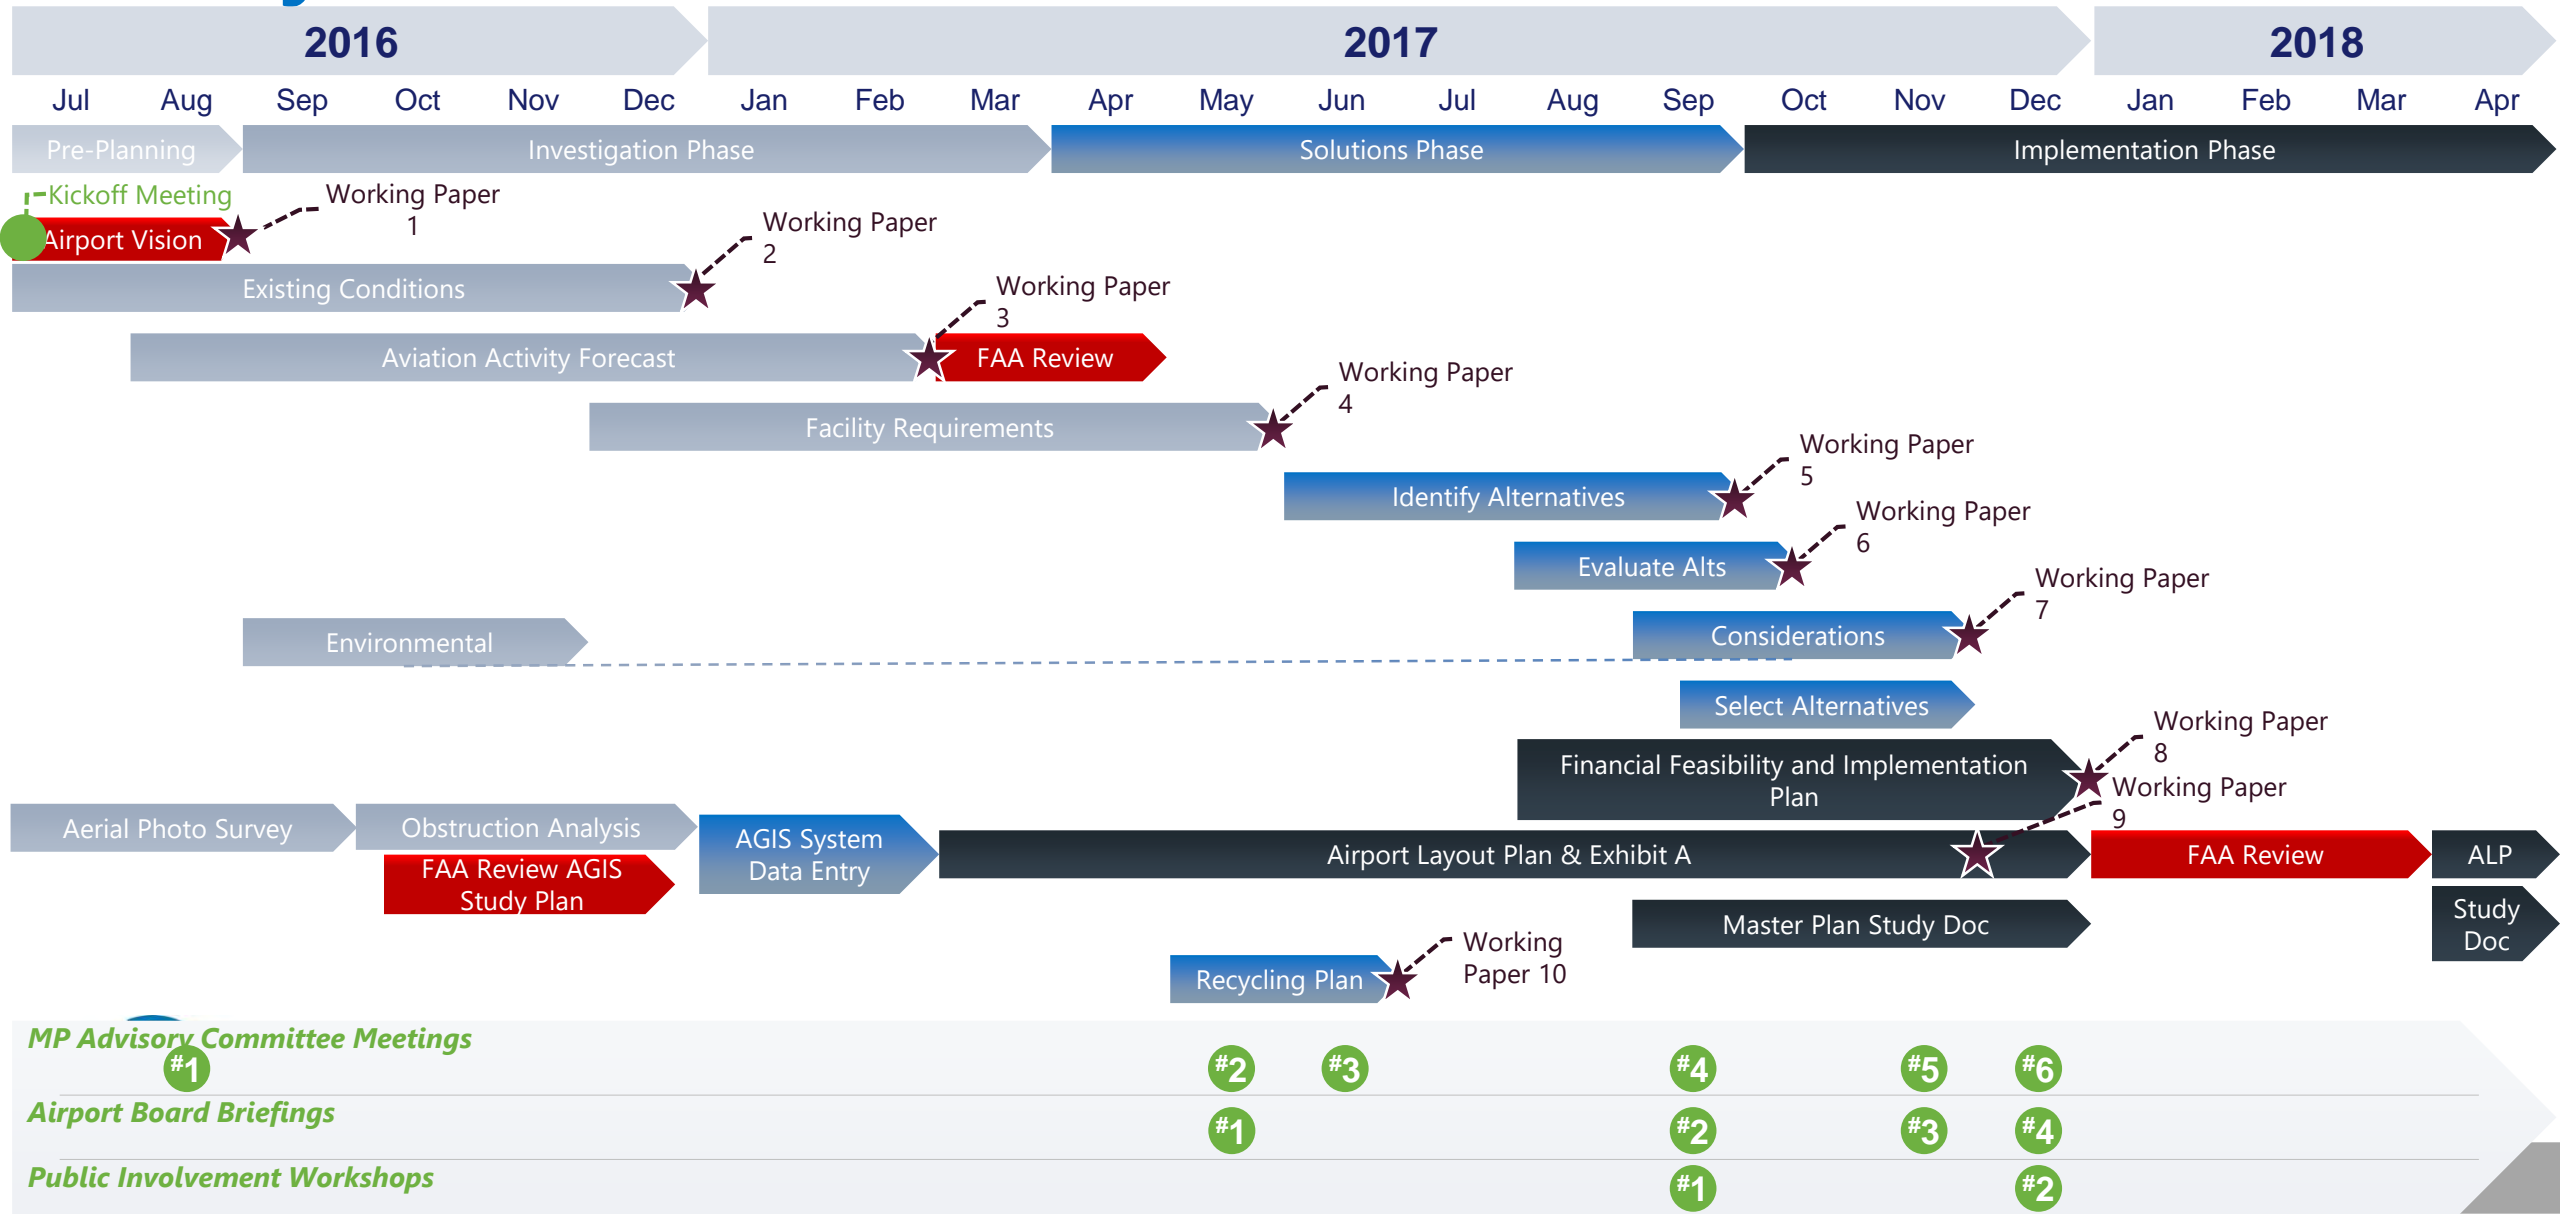 2016 2017 2018
Jul Aug Sep Oct Nov Dec Jan Feb Mar Apr May Jun Jul Aug Sep Oct Nov Dec Jan Feb Mar Apr
Pre-Planning Investigation Phase Solutions Phase Implementation Phase
Kickoff Meeting
Working Paper
1
Airport Vision
Working Paper
2
Existing Conditions
Working Paper
3
Aviation Activity Forecast
FAA Review
Working Paper
4
Facility Requirements
Working Paper
5
Identify Alternatives
Working Paper
6
Evaluate Alts
Working Paper
7
Environmental
Considerations
Select Alternatives
Working Paper
8
Financial Feasibility and Implementation
Plan
Working Paper
9
Aerial Photo Survey
Obstruction Analysis
FAA Review AGIS
Study Plan
AGIS System
Data Entry
Airport Layout Plan & Exhibit A
FAA Review
ALP
Master Plan Study Doc
Study
Doc
Working
Paper 10
Recycling Plan
MP Advisory Committee Meetings
#1 #2 #3 #4 #5 #6
Airport Board Briefings
#1 #2 #3 #4
Public Involvement Workshops
#1 #2